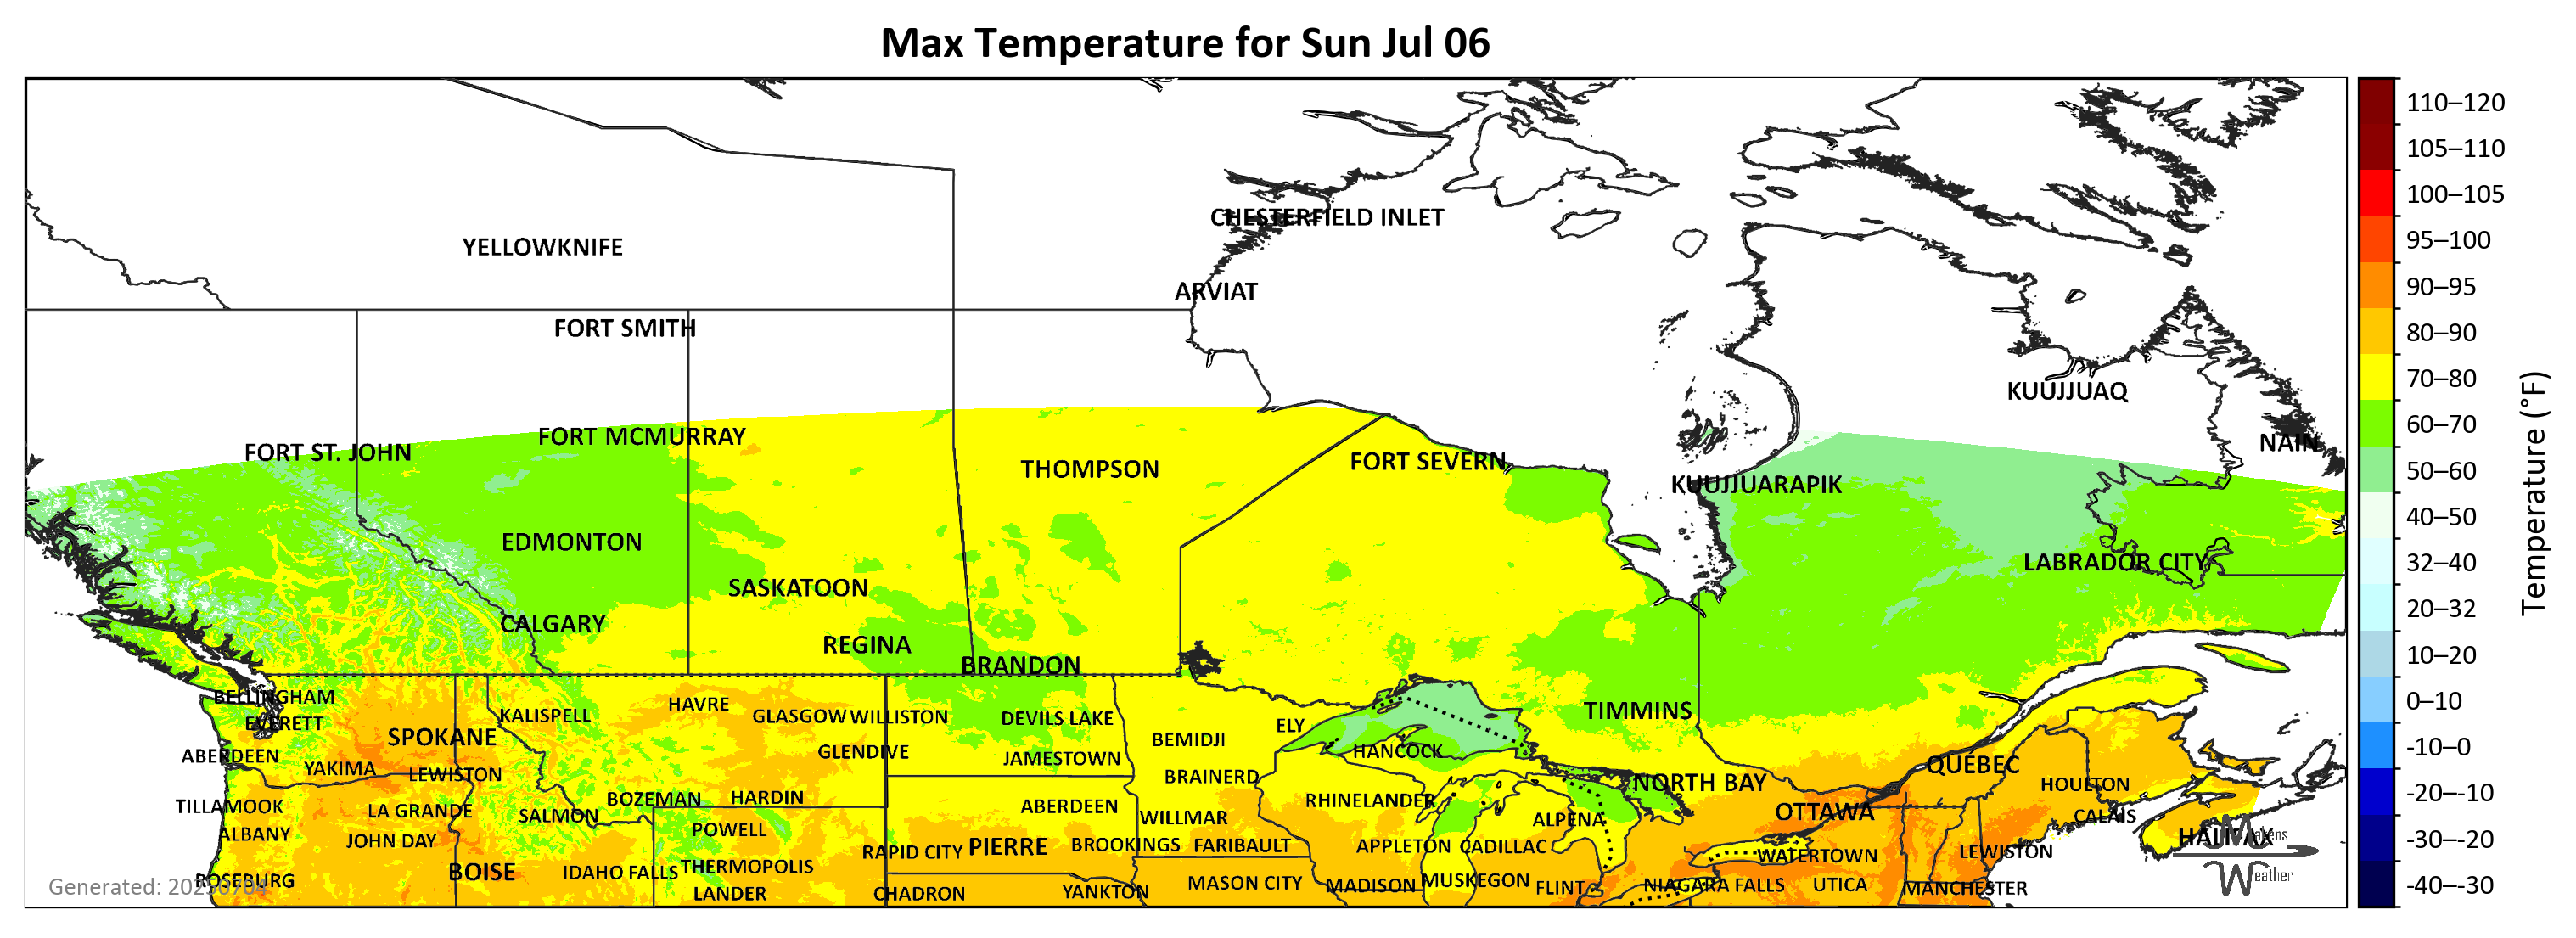 Max Temperature for Sun Jul 06
110–120
105–110
CHESTERFIELD INLET
100–105
YELLOWKNIFE
95–100
ARVIAT
90–95
FORT SMITH
80–90
KUUJJUAQ
70–80
FORT MCMURRAY
60–70
FORT ST. JOHN
NAIN
THOMPSON
FORT SEVERN
50–60
KUUJJUARAPIK
40–50
EDMONTON
LABRADOR CITY
32–40
SASKATOON
20–32
CALGARY
REGINA
10–20
BRANDON
BELLINGHAM
HAVRE
0–10
KALISPELL
GLASGOW WILLISTON
DEVILS LAKE
TIMMINS
EVERETT
ELY
SPOKANE
BEMIDJI
-10–0
ABERDEEN
GLENDIVE
JAMESTOWN
HANCOCK
QUEBEC
YAKIMA
LEWISTON
BRAINERD
NORTH BAY
HOULTON
-20–-10
TILLAMOOK
LA GRANDE
SALMON
BOZEMAN
HARDIN
ABERDEEN
WILLMAR
RHINELANDER
ALPENA
OTTAWA
CALAIS
ALBANY
JOHN DAY
POWELL
RAPID CITY
PIERRE
BROOKINGS
FARIBAULT
APPLETON
CADILLAC
WATERTOWN
LEWISTON
HALIFAX
-30–-20
BOISE
IDAHO FALLS
THERMOPOLIS
ROSEBURG
LANDER
CHADRON
YANKTON
MASON CITY
MADISON
MUSKEGON
FLINT
NIAGARA FALLS
UTICA
MANCHESTER
Weather
-40–-30
Generated: 20250704
Temperature (°F)